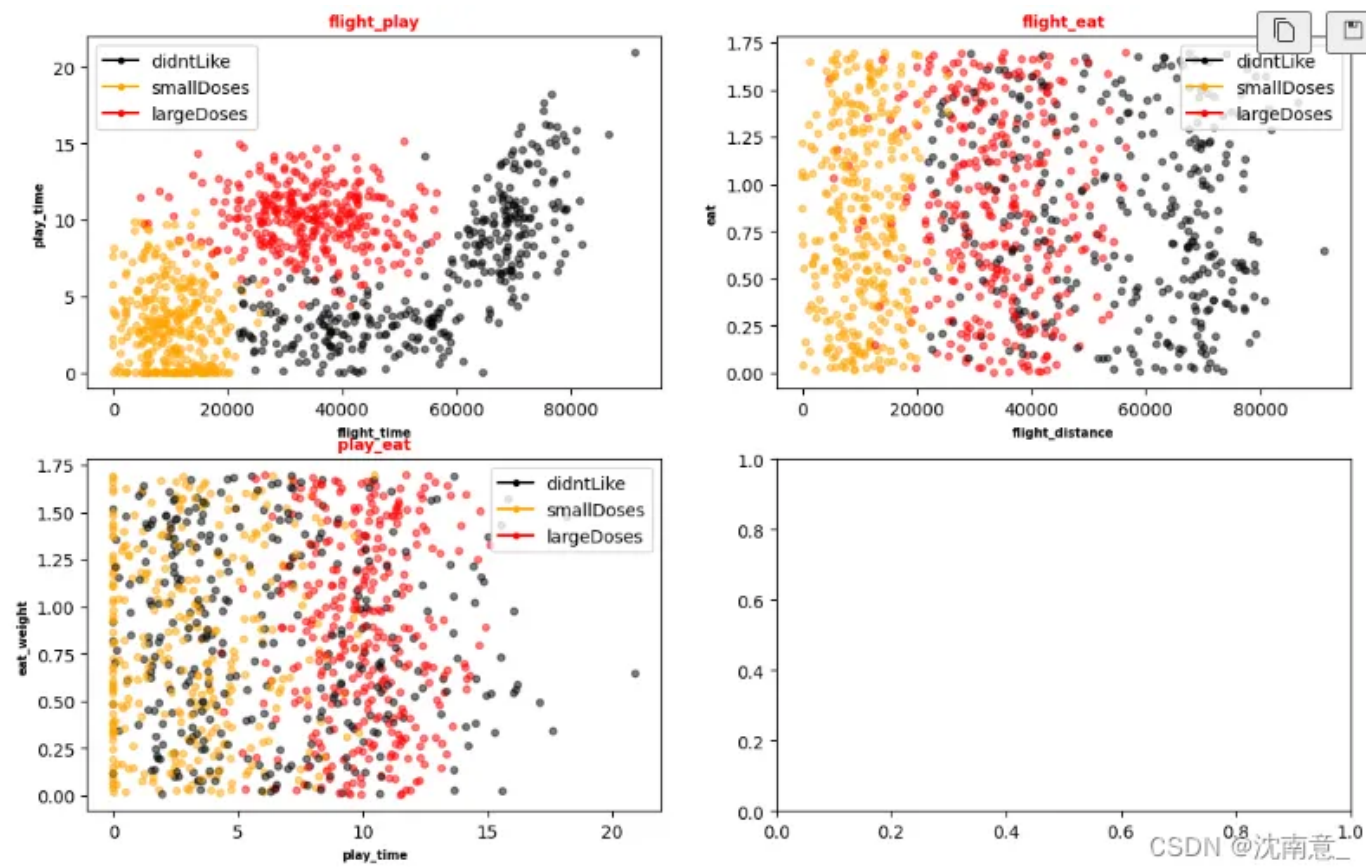 flight_play
20
15
10
5
0
play_time
didntLike
smallDoses
largeDoses
0 20000 40000 60000 80000
flight_time
flight_eat
1.75
1.50
1.25
1.00
0.75
0.50
0.25
0.00
eat
didntLike
smallDoses
largeDoses
0 20000 40000 60000 80000
flight_distance
play_eat
1.75
1.50
1.25
1.00
0.75
0.50
0.25
0.00
eat_weight
didntLike
smallDoses
largeDoses
0 5 10 15 20
play_time
1.0
0.8
0.6
0.4
0.2
0.0
0.0 0.2 0.4 0.6 0.8 1.0
CSDN @沈南意_